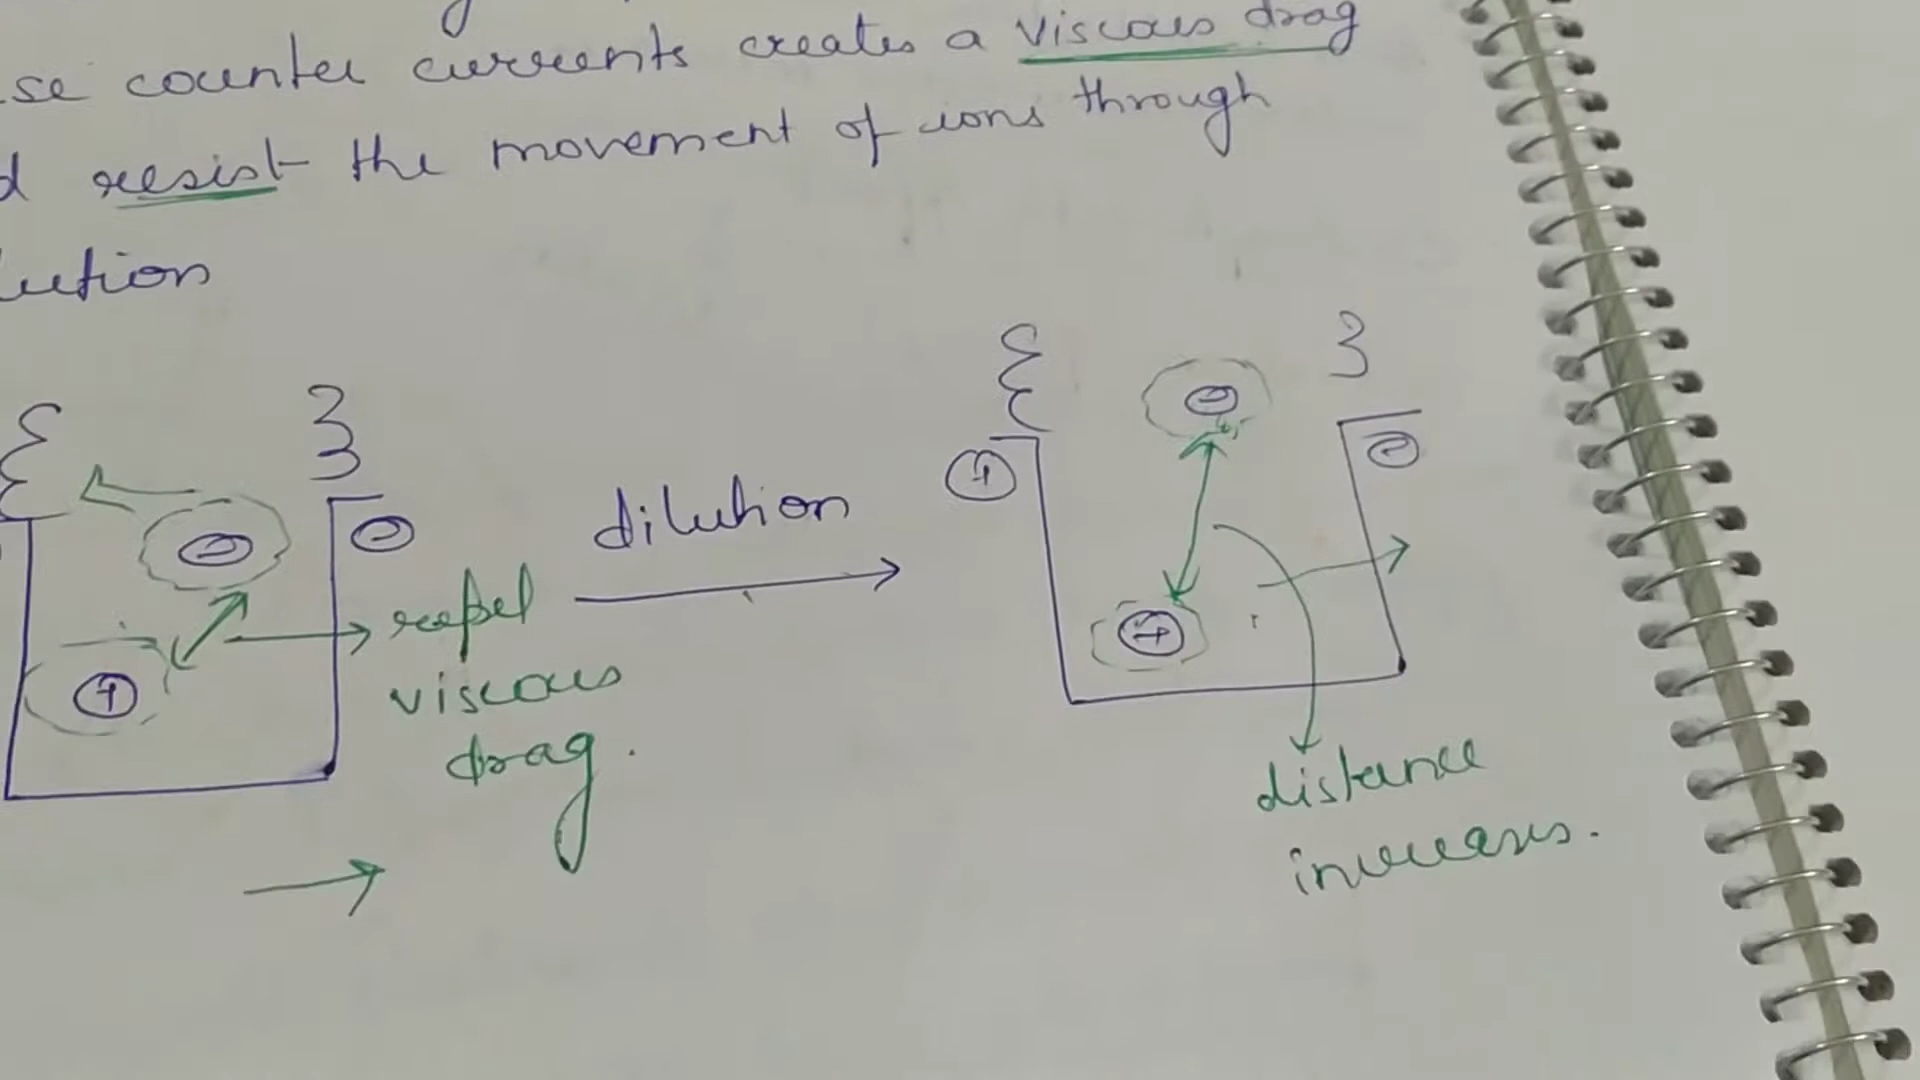 se counter currents creates a viscous drag
d resist the movement of ions through
ution
dilution
repel
viscous
drag.
distance
increases.